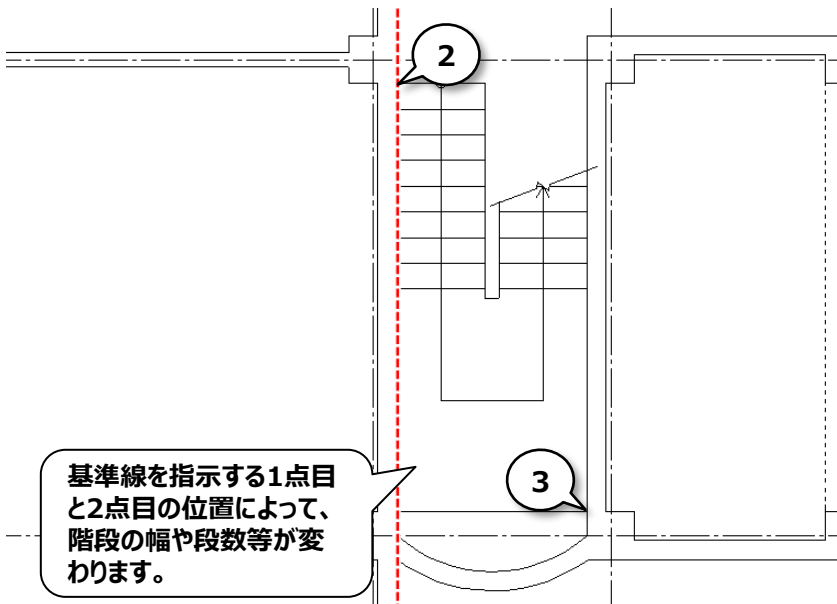 2
基準線を指示する1点目
と2点目の位置によって、
階段の幅や段数等が変
わります。
3